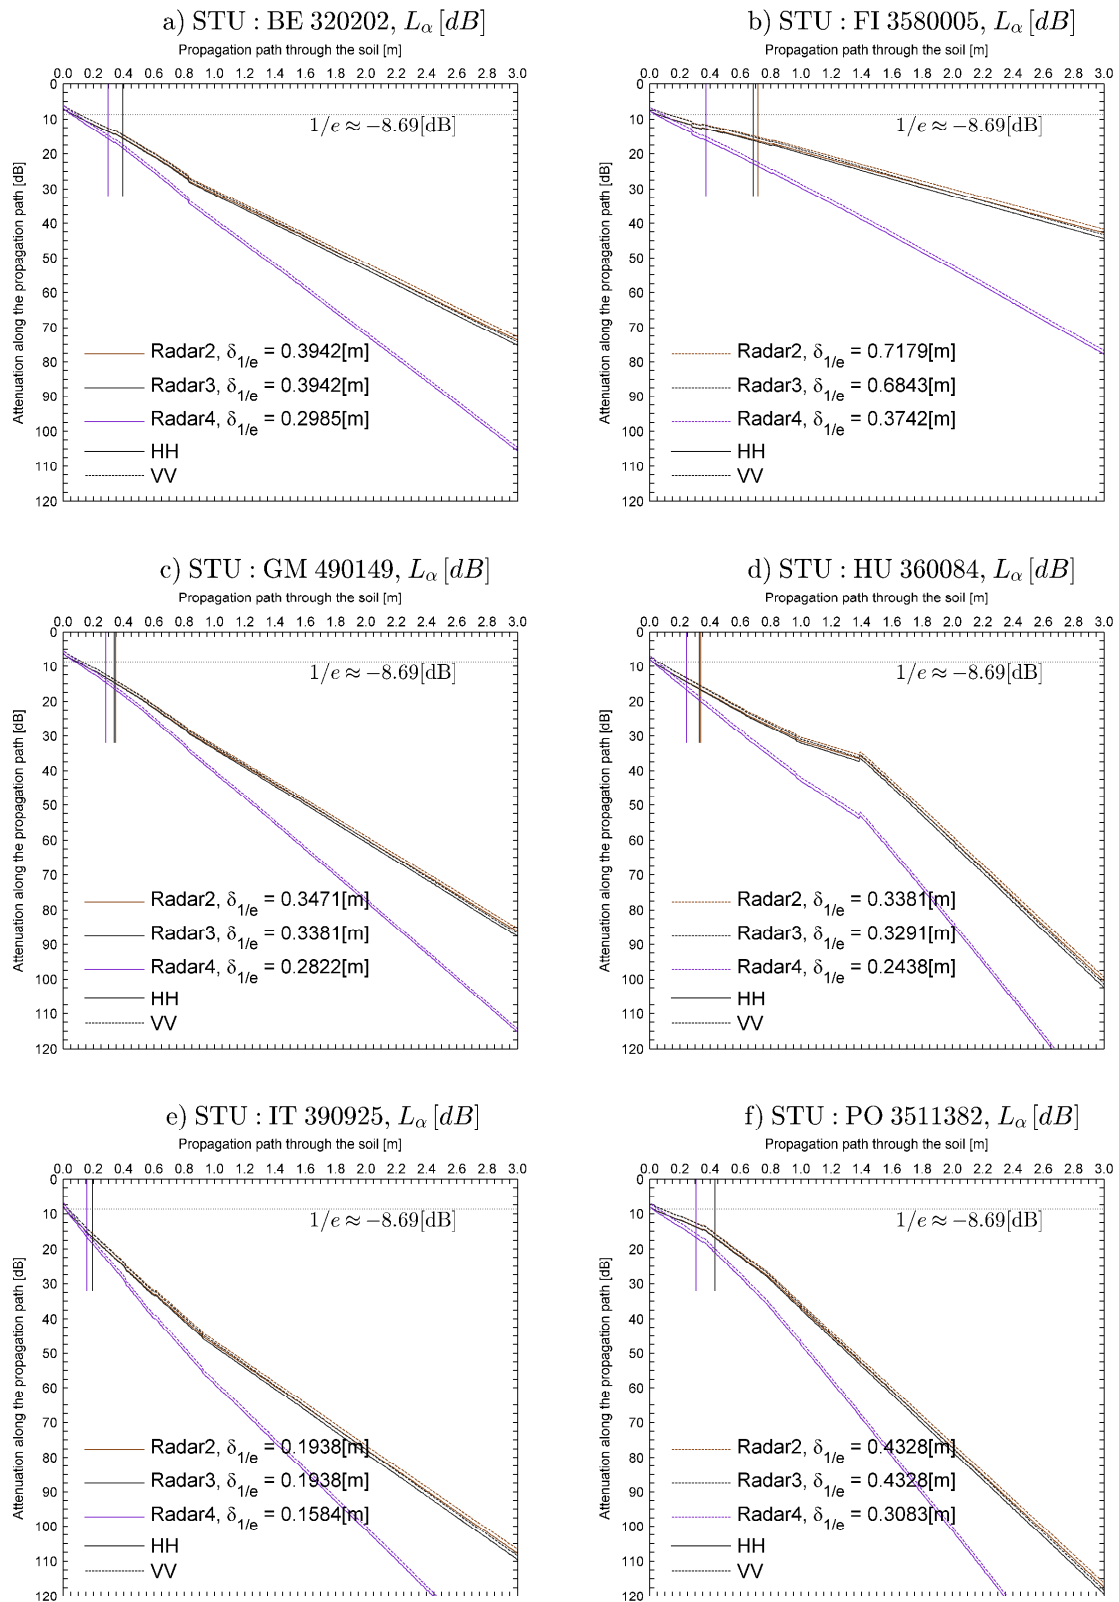 a) STU : BE 320202, Lα [dB]
Propagation path through the soil [m]
0.0 0.2 0.4 0.6 0.8 1.0 1.2 1.4 1.6 1.8 2.0 2.2 2.4 2.6 2.8 3.0
Attenuation along the propagation path [dB]
0
10
20
30
40
50
60
70
80
90
100
110
120
1/e ≈ −8.69[dB]
Radar2, δ1/e = 0.3942[m]
Radar3, δ1/e = 0.3942[m]
Radar4, δ1/e = 0.2985[m]
HH
VV
b) STU : FI 3580005, Lα [dB]
Propagation path through the soil [m]
0.0 0.2 0.4 0.6 0.8 1.0 1.2 1.4 1.6 1.8 2.0 2.2 2.4 2.6 2.8 3.0
Attenuation along the propagation path [dB]
0
10
20
30
40
50
60
70
80
90
100
110
120
1/e ≈ −8.69[dB]
Radar2, δ1/e = 0.7179[m]
Radar3, δ1/e = 0.6843[m]
Radar4, δ1/e = 0.3742[m]
HH
VV
c) STU : GM 490149, Lα [dB]
Propagation path through the soil [m]
0.0 0.2 0.4 0.6 0.8 1.0 1.2 1.4 1.6 1.8 2.0 2.2 2.4 2.6 2.8 3.0
Attenuation along the propagation path [dB]
0
10
20
30
40
50
60
70
80
90
100
110
120
1/e ≈ −8.69[dB]
Radar2, δ1/e = 0.3471[m]
Radar3, δ1/e = 0.3381[m]
Radar4, δ1/e = 0.2822[m]
HH
VV
d) STU : HU 360084, Lα [dB]
Propagation path through the soil [m]
0.0 0.2 0.4 0.6 0.8 1.0 1.2 1.4 1.6 1.8 2.0 2.2 2.4 2.6 2.8 3.0
Attenuation along the propagation path [dB]
0
10
20
30
40
50
60
70
80
90
100
110
120
1/e ≈ −8.69[dB]
Radar2, δ1/e = 0.3381[m]
Radar3, δ1/e = 0.3291[m]
Radar4, δ1/e = 0.2438[m]
HH
VV
e) STU : IT 390925, Lα [dB]
Propagation path through the soil [m]
0.0 0.2 0.4 0.6 0.8 1.0 1.2 1.4 1.6 1.8 2.0 2.2 2.4 2.6 2.8 3.0
Attenuation along the propagation path [dB]
0
10
20
30
40
50
60
70
80
90
100
110
120
1/e ≈ −8.69[dB]
Radar2, δ1/e = 0.1938[m]
Radar3, δ1/e = 0.1938[m]
Radar4, δ1/e = 0.1584[m]
HH
VV
f) STU : PO 3511382, Lα [dB]
Propagation path through the soil [m]
0.0 0.2 0.4 0.6 0.8 1.0 1.2 1.4 1.6 1.8 2.0 2.2 2.4 2.6 2.8 3.0
Attenuation along the propagation path [dB]
0
10
20
30
40
50
60
70
80
90
100
110
120
1/e ≈ −8.69[dB]
Radar2, δ1/e = 0.4328[m]
Radar3, δ1/e = 0.4328[m]
Radar4, δ1/e = 0.3083[m]
HH
VV